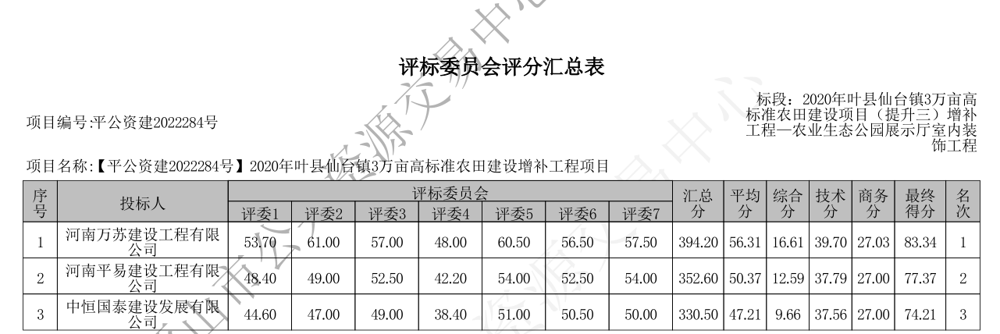 评标委员会评分汇总表
项目编号:平公资建2022284号
标段：2020年叶县仙台镇3万亩高
标准农田建设项目（提升三）增补
工程—农业生态公园展示厅室内装
饰工程
项目名称:【平公资建2022284号】2020年叶县仙台镇3万亩高标准农田建设增补工程项目
序号 投标人 评标委员会 汇总分 平均分 综合分 技术分 商务分 最终得分 名次
评委1 评委2 评委3 评委4 评委5 评委6 评委7
1 河南万苏建设工程有限公司 53.70 61.00 57.00 48.00 60.50 56.50 57.50 394.20 56.31 16.61 39.70 27.03 83.34 1
2 河南平易建设工程有限公司 48.40 49.00 52.50 42.20 54.00 52.50 54.00 352.60 50.37 12.59 37.79 27.00 77.37 2
3 中恒国泰建设发展有限公司 44.60 47.00 49.00 38.40 51.00 50.50 50.00 330.50 47.21 9.66 37.56 27.00 74.21 3